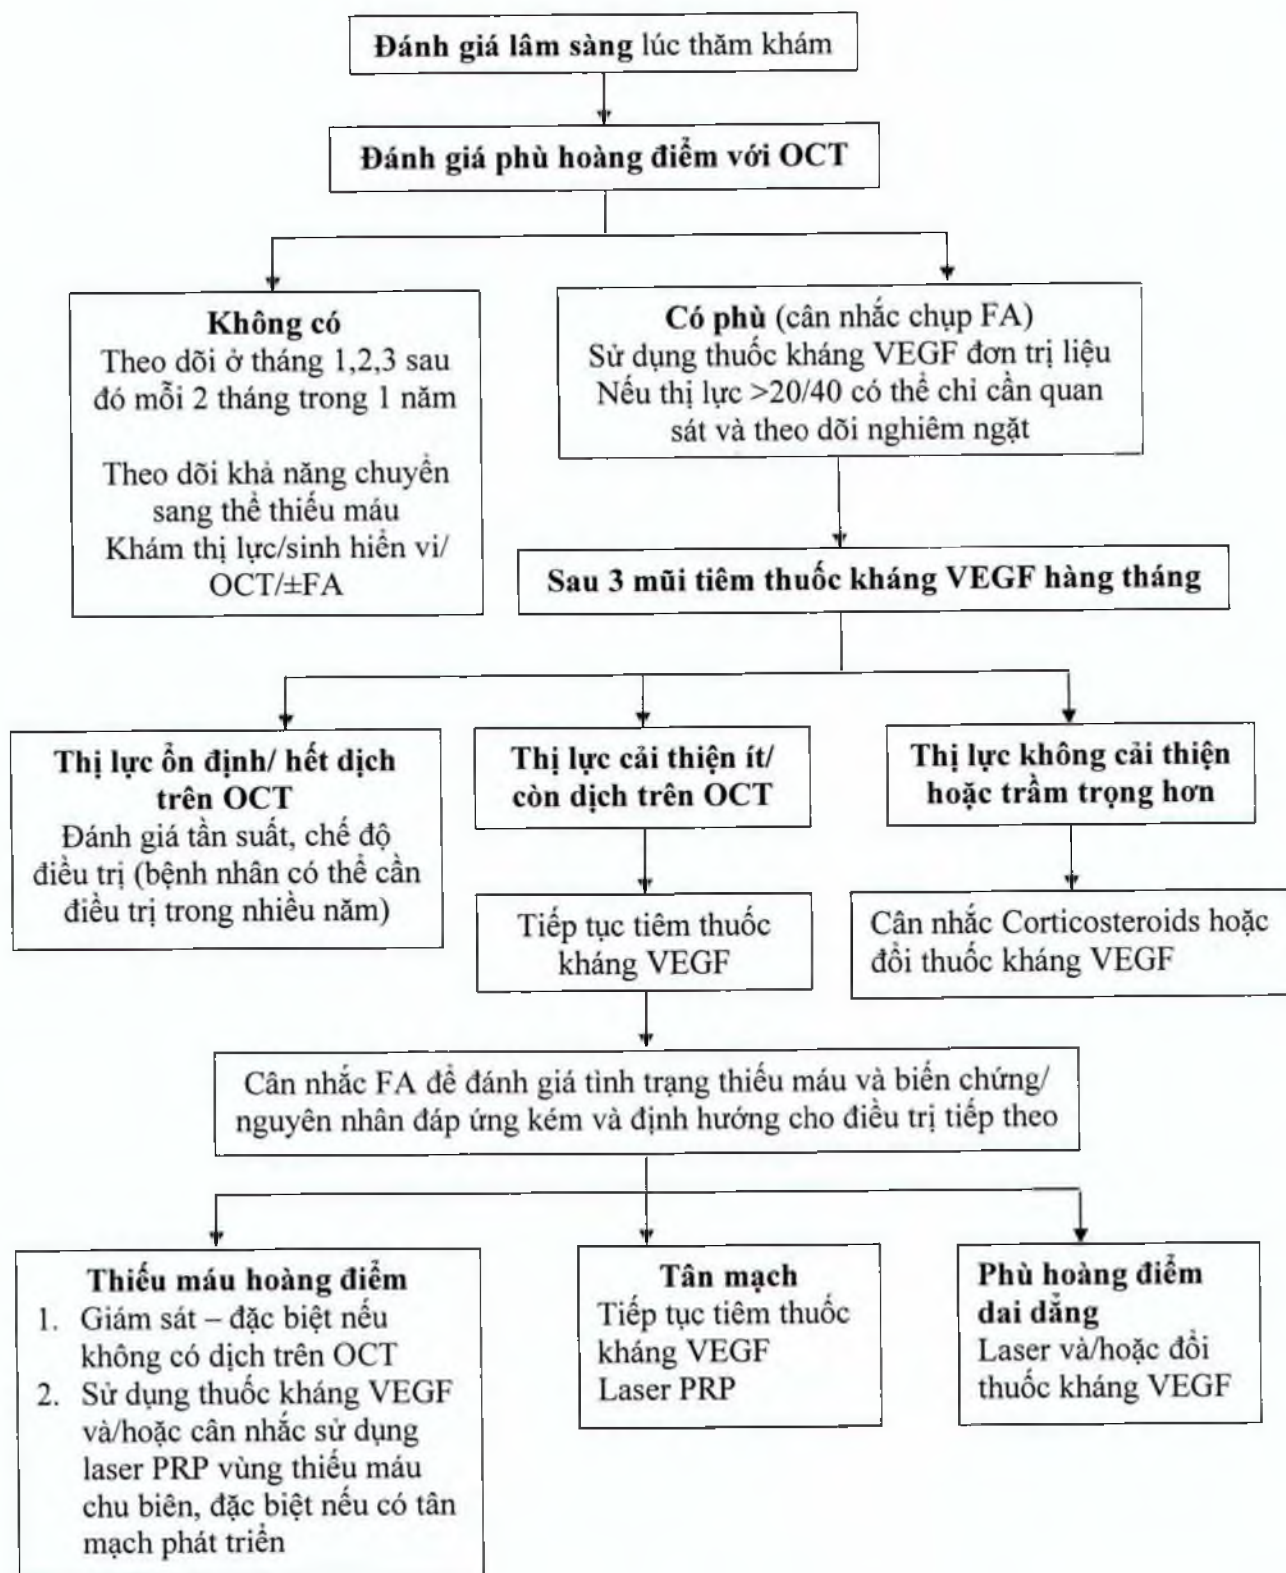 Đánh giá lâm sàng lúc thăm khám
Đánh giá phù hoàng điểm với OCT
Không có
Theo dõi ở tháng 1,2,3 sau
đó mỗi 2 tháng trong 1 năm
Theo dõi khả năng chuyển
sang thể thiếu máu
Khám thị lực/sinh hiển vi/
OCT/±FA
Có phù (cân nhắc chụp FA)
Sử dụng thuốc kháng VEGF đơn trị liệu
Nếu thị lực >20/40 có thể chỉ cần quan
sát và theo dõi nghiêm ngặt
Sau 3 mũi tiêm thuốc kháng VEGF hàng tháng
Thị lực ổn định/ hết dịch
trên OCT
Đánh giá tần suất, chế độ
điều trị (bệnh nhân có thể cần
điều trị trong nhiều năm)
Thị lực cải thiện ít/
còn dịch trên OCT
Tiếp tục tiêm thuốc
kháng VEGF
Thị lực không cải thiện
hoặc trầm trọng hơn
Cân nhắc Corticosteroids hoặc
đổi thuốc kháng VEGF
Cân nhắc FA để đánh giá tình trạng thiếu máu và biến chứng/
nguyên nhân đáp ứng kém và định hướng cho điều trị tiếp theo
Thiếu máu hoàng điểm
1. Giám sát – đặc biệt nếu
không có dịch trên OCT
2. Sử dụng thuốc kháng VEGF
và/hoặc cân nhắc sử dụng
laser PRP vùng thiếu máu
chu biên, đặc biệt nếu có tân
mạch phát triển
Tân mạch
Tiếp tục tiêm thuốc
kháng VEGF
Laser PRP
Phù hoàng điểm
dai dẳng
Laser và/hoặc đổi
thuốc kháng VEGF